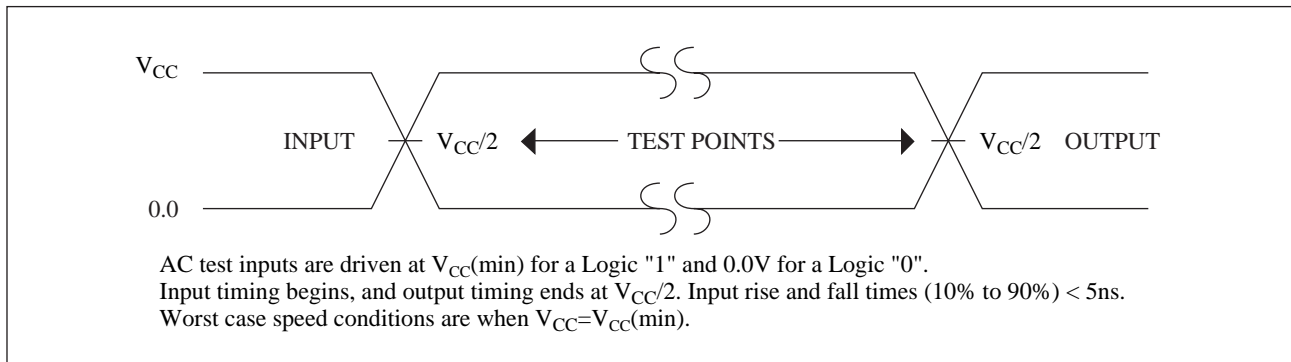 VCC
INPUT VCC/2 TEST POINTS VCC/2 OUTPUT
0.0
AC test inputs are driven at VCC(min) for a Logic "1" and 0.0V for a Logic "0".
Input timing begins, and output timing ends at VCC/2. Input rise and fall times (10% to 90%) < 5ns.
Worst case speed conditions are when VCC=VCC(min).